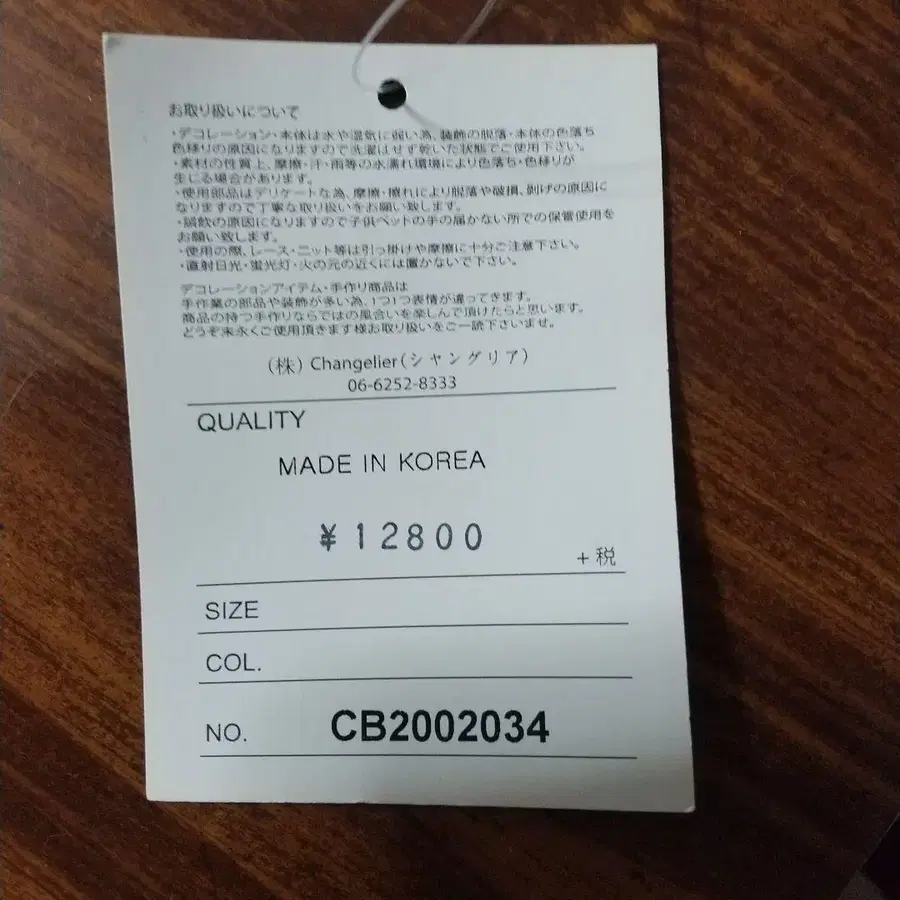 お取り扱いについて
・デコレーション・本体は水や湿気に弱い為、装飾の脱落・本体の色落ち
色移りの原因になりますので洗濯はせず乾いた状態でご使用下さい。
・素材の性質上、摩擦・汗・雨等の水濡れ環境により色落ち・色移りが
生じる場合があります。
・使用部品はデリケートな為、摩擦・擦れにより脱落や破損、剥げの原因に
なりますので丁寧な取り扱いをお願い致します。
・誤飲の原因になりますので子供ペットの手の届かない所での保管使用を
お願い致します。
・使用の際、レース・ニット等は引っ掛けや摩擦に十分ご注意下さい。
・直射日光・蛍光灯・火の元の近くには置かないで下さい。
デコレーションアイテム・手作り商品は
手作業の部品や装飾が多い為、1つ1つ表情が違ってきます。
商品の持つ手作りならではの風合いを楽しんで頂けたらと思います。
どうぞ末永くご使用頂きます様お取り扱いをご一読下さいませ。
(株) Changelier(シャングリア)
06-6252-8333
QUALITY
MADE IN KOREA
¥12800
+税
SIZE
COL.
NO. CB2002034